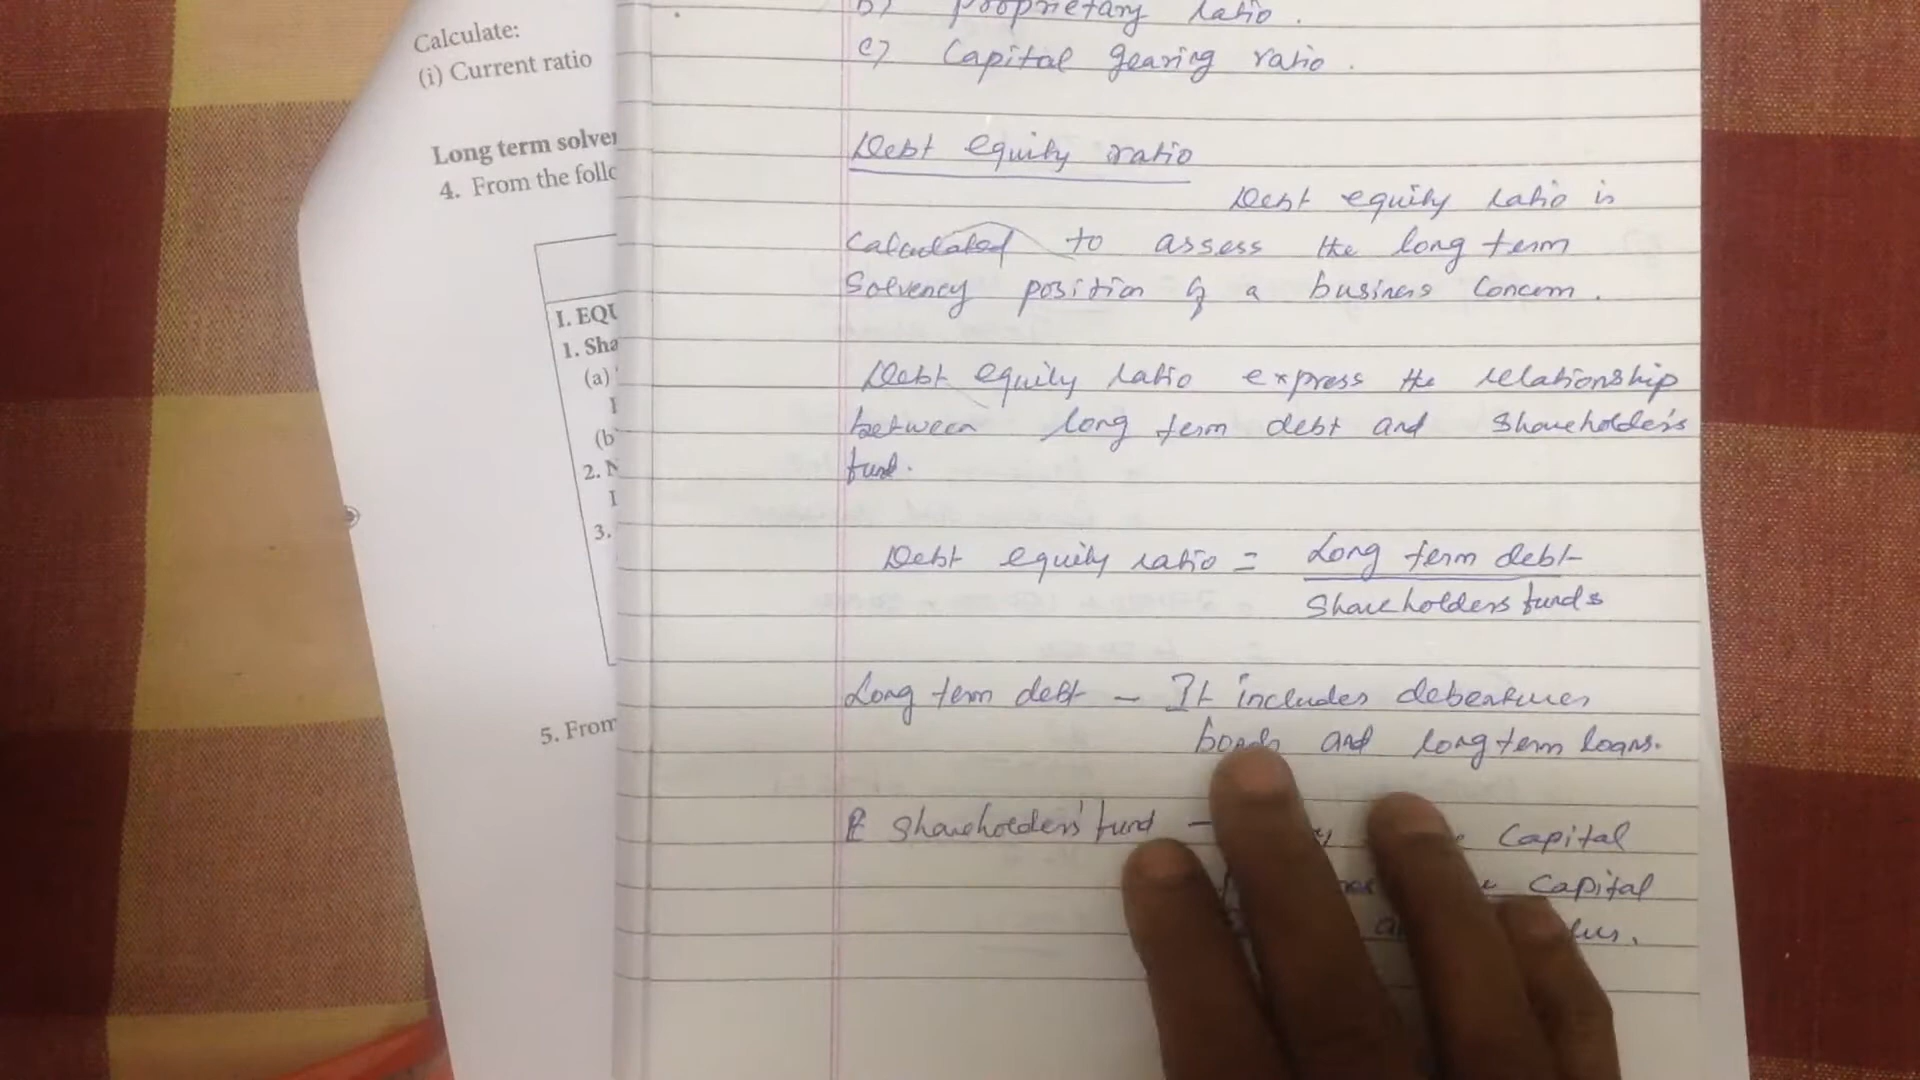 Calculate:
(i) Current ratio
Long term solve
4. From the follo
I. EQU
1. Sha
(a)
(b
2. N
3.
5. From
b) Proprietary ratio.
c) Capital gearing ratio.
Debt equity ratio
Debt equity ratio is
Calculated to assess the long term
Solvency position of a business Concern.
Debt equity ratio express the relationship
between long term debt and Shareholder's
fund.
Debt equity ratio = Long term debt
Shareholders funds
Long term debt - It includes debentures
bonds and long term loans.
Shareholders' fund - Capital
Capital